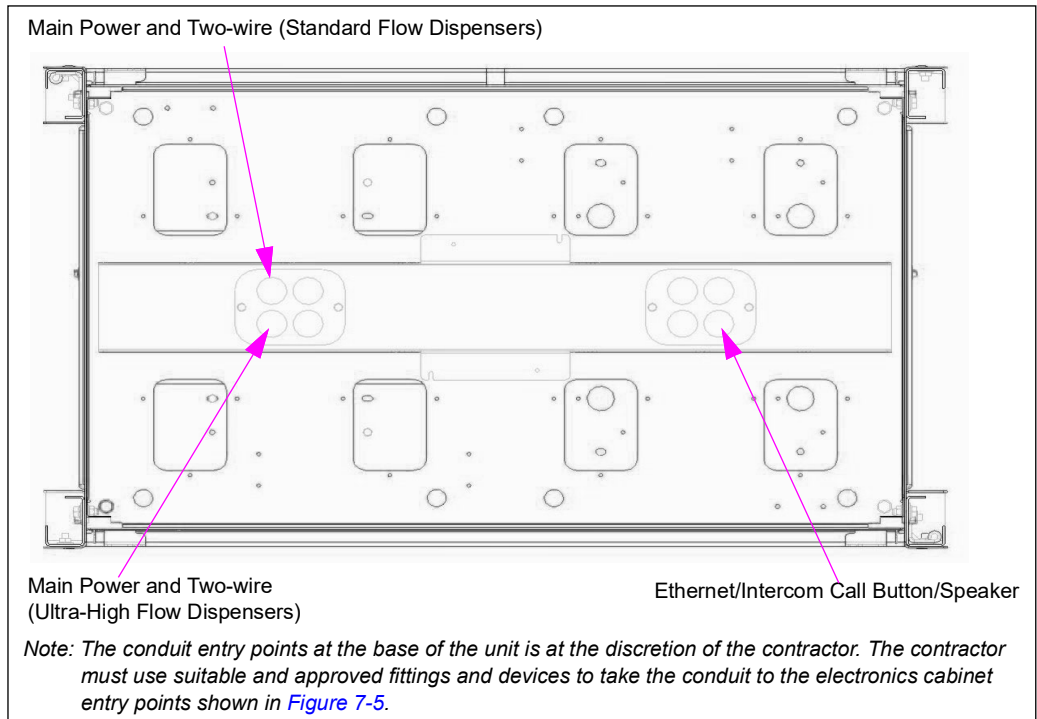 Main Power and Two-wire (Standard Flow Dispensers)
Main Power and Two-wire
(Ultra-High Flow Dispensers)
Ethernet/Intercom Call Button/Speaker
Note: The conduit entry points at the base of the unit is at the discretion of the contractor. The contractor
must use suitable and approved fittings and devices to take the conduit to the electronics cabinet
entry points shown in Figure 7-5.